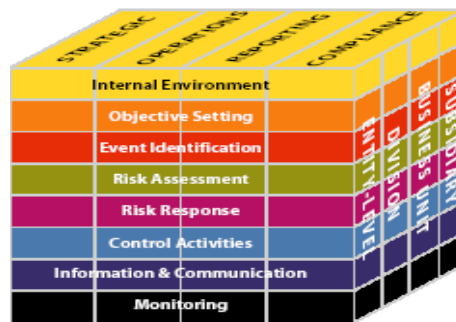 STRATEGIC
OPERATIONS
REPORTING
COMPLIANCE
Internal Environment
Objective Setting
Event Identification
Risk Assessment
Risk Response
Control Activities
Information & Communication
Monitoring
ENTITY-LEVEL
DIVISION
BUSINESS UNIT
SUBSIDIARY